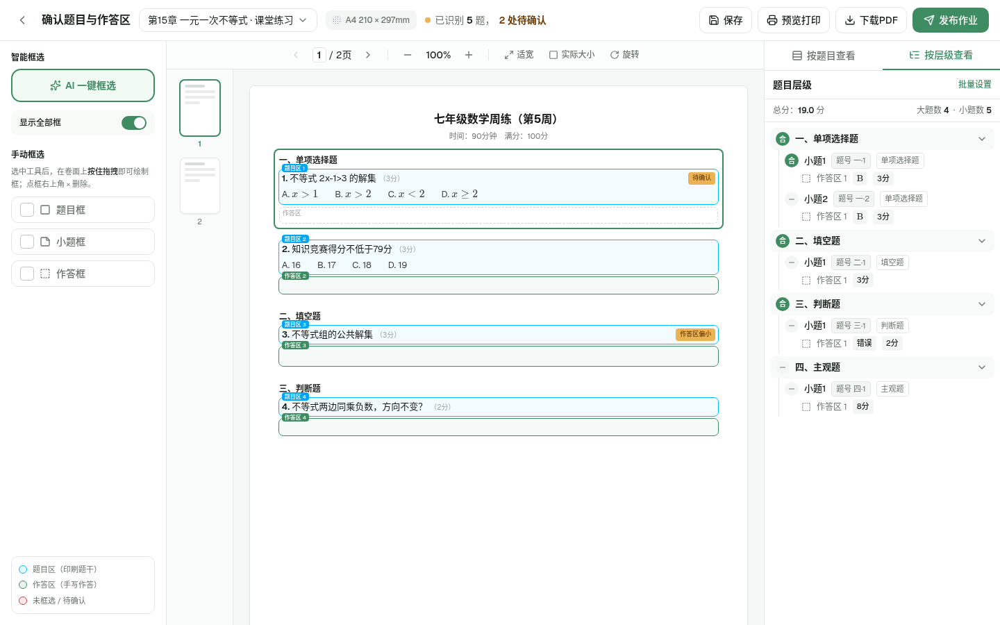 确认题目与作答区
第15章 一元一次不等式 · 课堂练习
A4 210 × 297mm
已识别 5 题， 2 处待确认
保存
预览打印
下载PDF
发布作业
智能框选
AI 一键框选
显示全部框
手动框选
选中工具后，在卷面上按住拖拽即可绘制
框；点框右上角 × 删除。
题目框
小题框
作答框
题目区（印刷题干）
作答区（手写作答）
未框选 / 待确认
1 / 2页
100%
适宽
实际大小
旋转
1
2
七年级数学周练（第5周）
时间：90分钟 满分：100分
一、单项选择题
题目区 1
1. 不等式 2x-1>3 的解集 （3分）
待确认
A. x > 1 B. x > 2 C. x < 2 D. x ≥ 2
作答区
题目区 2
2. 知识竞赛得分不低于79分 （3分）
A. 16 B. 17 C. 18 D. 19
作答区 2
二、填空题
题目区 3
3. 不等式组的公共解集 （3分）
作答区偏小
作答区 3
三、判断题
题目区 4
4. 不等式两边同乘负数，方向不变？ （2分）
作答区 4
按题目查看
按层级查看
题目层级
批量设置
总分：19.0 分
大题数 4 · 小题数 5
合 一、单项选择题
合 小题1 题号 一-1 单项选择题
作答区 1 B 3分
小题2 题号 一-2 单项选择题
作答区 1 B 3分
合 二、填空题
小题1 题号 二-1 填空题
作答区 1 3分
合 三、判断题
小题1 题号 三-1 判断题
作答区 1 错误 2分
四、主观题
小题1 题号 四-1 主观题
作答区 1 8分